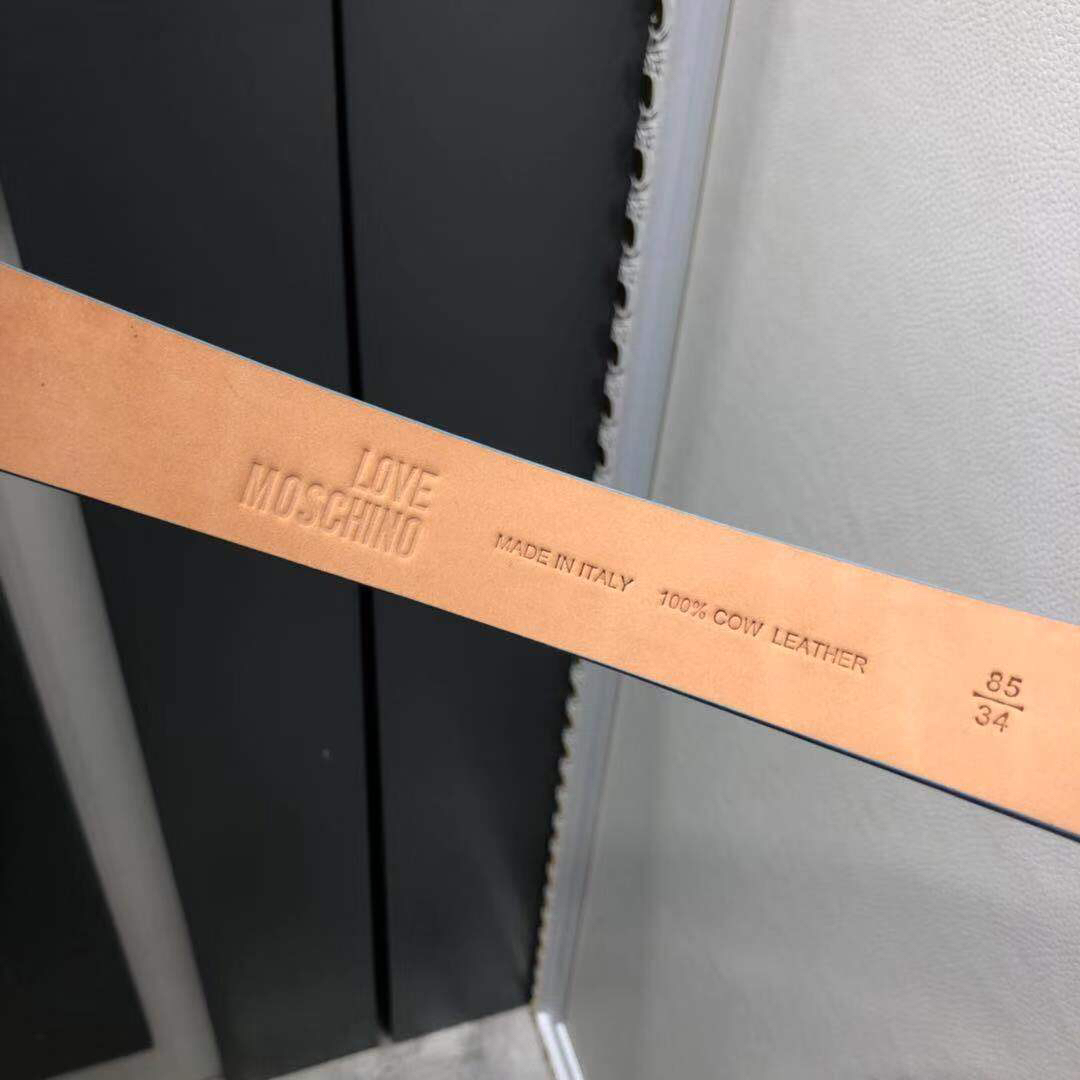 LOVE
MOSCHINO
MADE IN ITALY 100% COW LEATHER
85
34